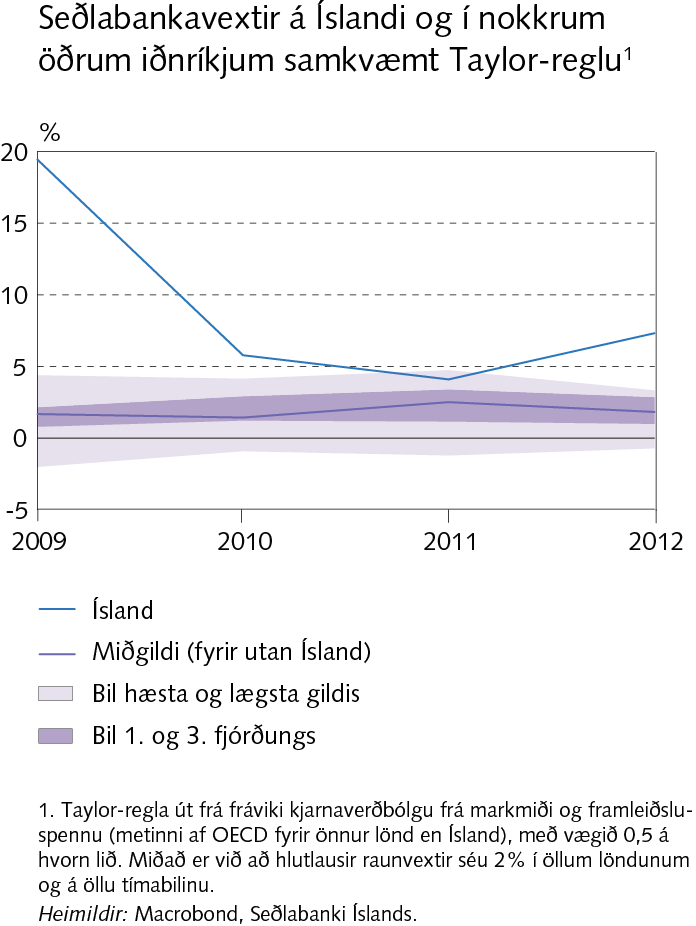 Seðlabankavextir á Íslandi og í nokkrum
öðrum iðnríkjum samkvæmt Taylor-reglu¹
%
20
15
10
5
0
-5
2009 2010 2011 2012
Ísland
Miðgildi (fyrir utan Ísland)
Bil hæsta og lægsta gildis
Bil 1. og 3. fjórðungs
1. Taylor-regla út frá fráviki kjarnaverðbólgu frá markmiði og framleiðslu-
spennu (metinni af OECD fyrir önnur lönd en Ísland), með vægið 0,5 á
hvorn lið. Miðað er við að hlutlausir raunvextir séu 2% í öllum löndunum
og á öllu tímabilinu.
Heimildir: Macrobond, Seðlabanki Íslands.